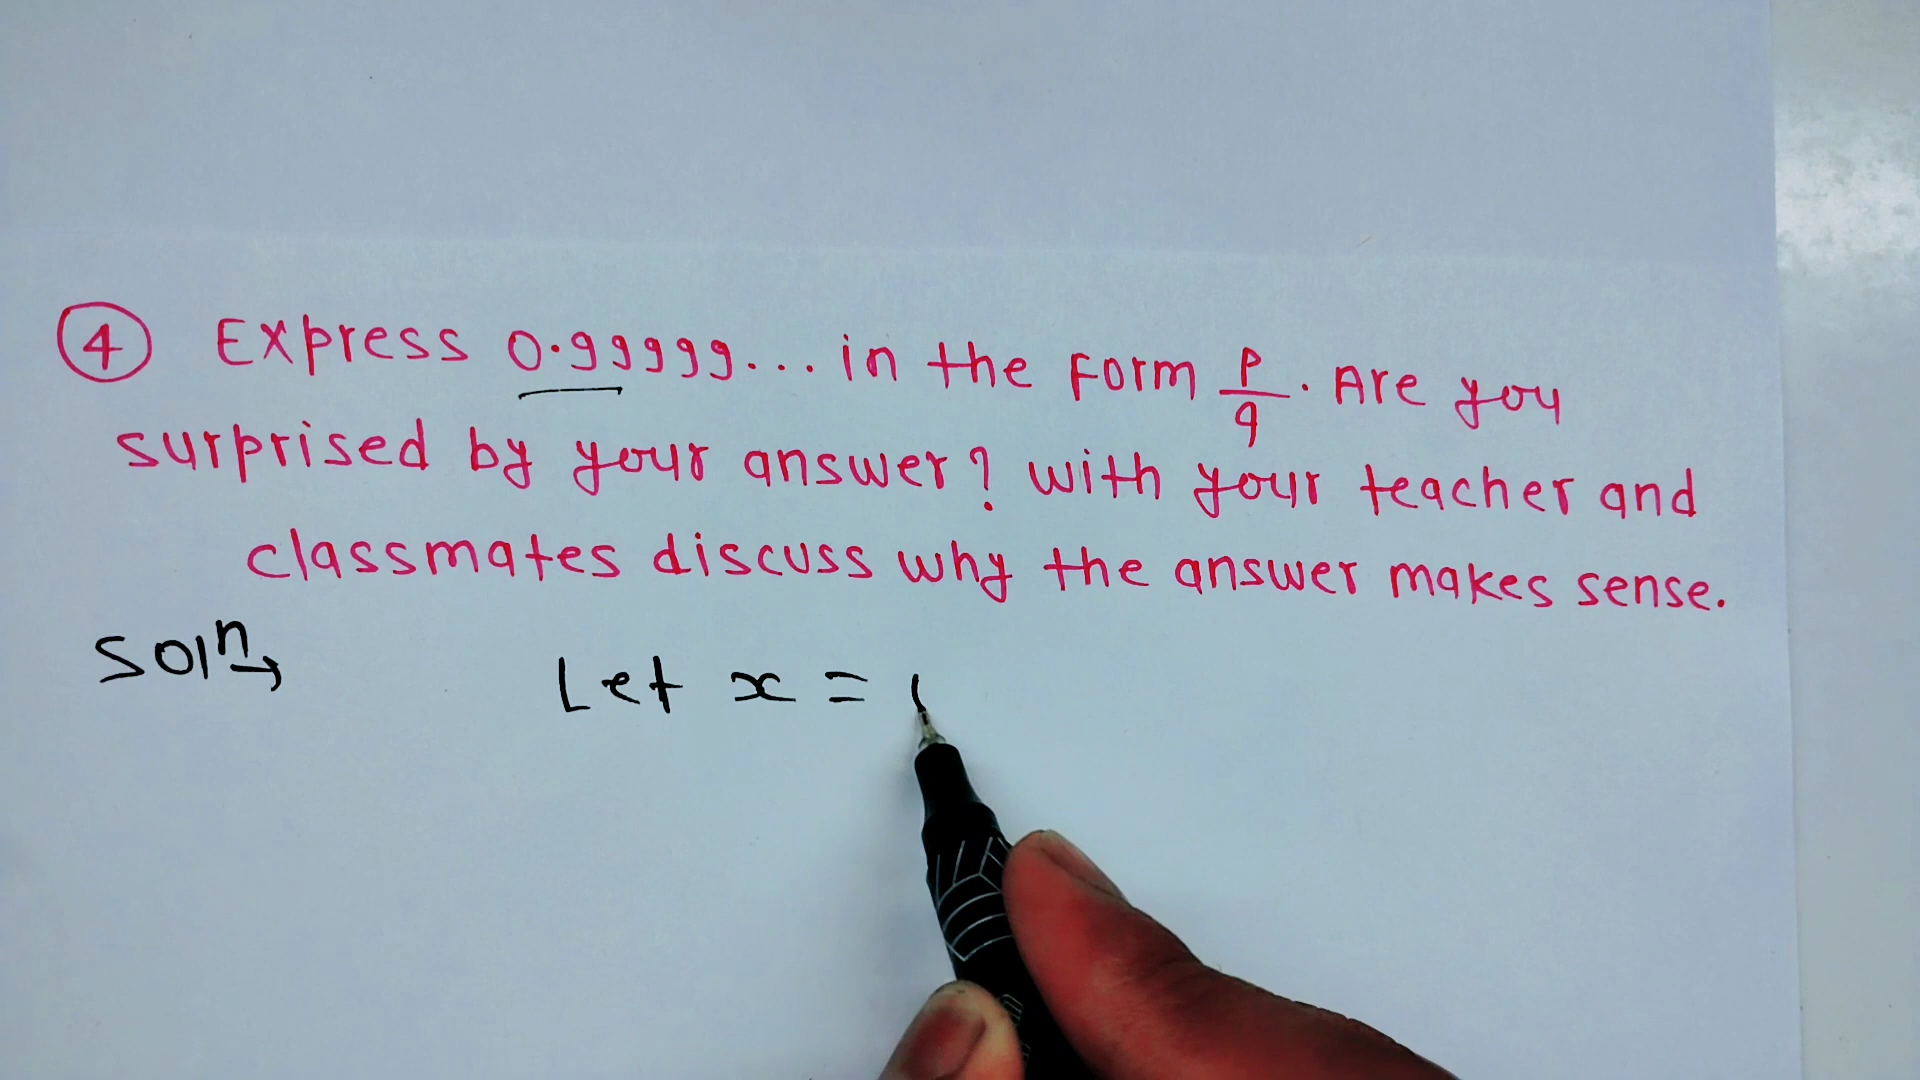 ④ Express 0.99999... in the form p/q. Are you
surprised by your answer? with your teacher and
classmates discuss why the answer makes sense.
Solⁿ→ Let x =